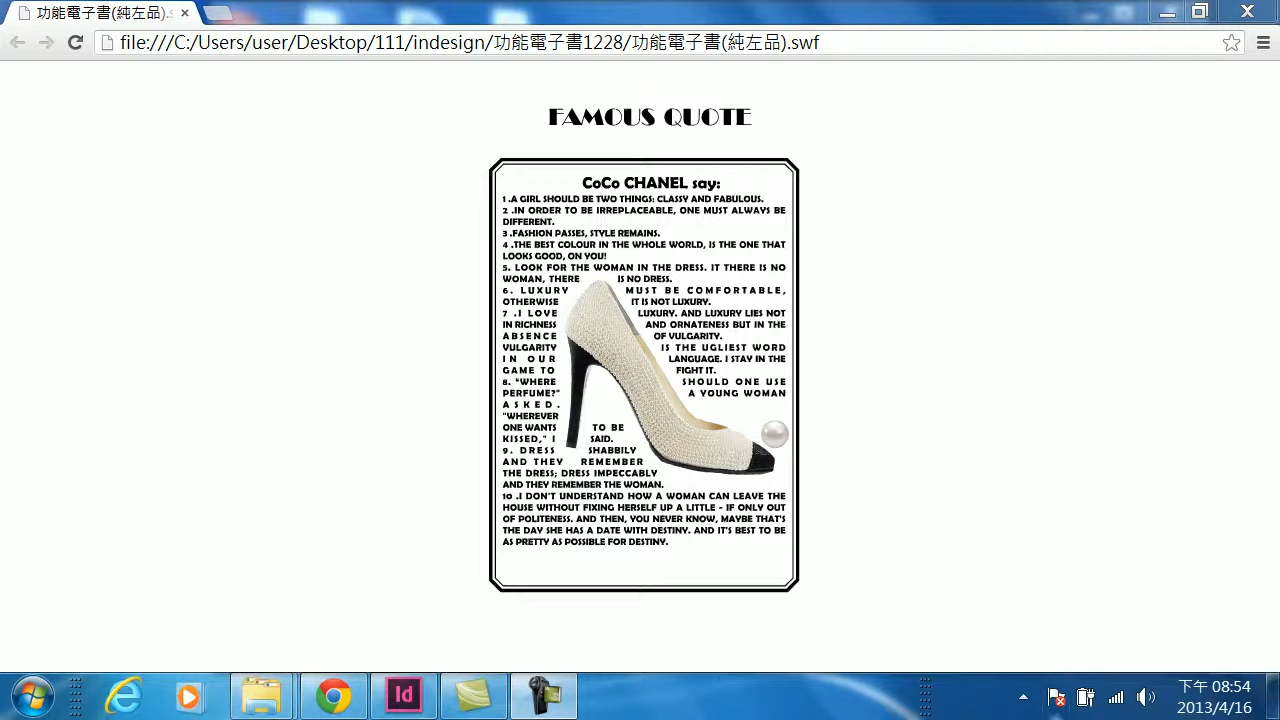 功能電子書(純左品).s
file:///C:/Users/user/Desktop/111/indesign/功能電子書1228/功能電子書(純左品).swf
FAMOUS QUOTE
CoCo CHANEL say:
1 .A GIRL SHOULD BE TWO THINGS: CLASSY AND FABULOUS.
2 .IN ORDER TO BE IRREPLACEABLE, ONE MUST ALWAYS BE
DIFFERENT.
3 .FASHION PASSES, STYLE REMAINS.
4 .THE BEST COLOUR IN THE WHOLE WORLD, IS THE ONE THAT
LOOKS GOOD, ON YOU!
5. LOOK FOR THE WOMAN IN THE DRESS. IT THERE IS NO
WOMAN, THERE IS NO DRESS.
6. LUXURY MUST BE COMFORTABLE,
OTHERWISE IT IS NOT LUXURY.
7 .I LOVE LUXURY. AND LUXURY LIES NOT
IN RICHNESS AND ORNATENESS BUT IN THE
ABSENCE OF VULGARITY.
VULGARITY IS THE UGLIEST WORD
IN OUR LANGUAGE. I STAY IN THE
GAME TO FIGHT IT.
8. "WHERE SHOULD ONE USE
PERFUME?" A YOUNG WOMAN
ASKED.
"WHEREVER
ONE WANTS TO BE
KISSED," I SAID.
9. DRESS SHABBILY
AND THEY REMEMBER
THE DRESS; DRESS IMPECCABLY
AND THEY REMEMBER THE WOMAN.
10 .I DON'T UNDERSTAND HOW A WOMAN CAN LEAVE THE
HOUSE WITHOUT FIXING HERSELF UP A LITTLE - IF ONLY OUT
OF POLITENESS. AND THEN, YOU NEVER KNOW, MAYBE THAT'S
THE DAY SHE HAS A DATE WITH DESTINY. AND IT'S BEST TO BE
AS PRETTY AS POSSIBLE FOR DESTINY.
Id
下午 08:54
2013/4/16